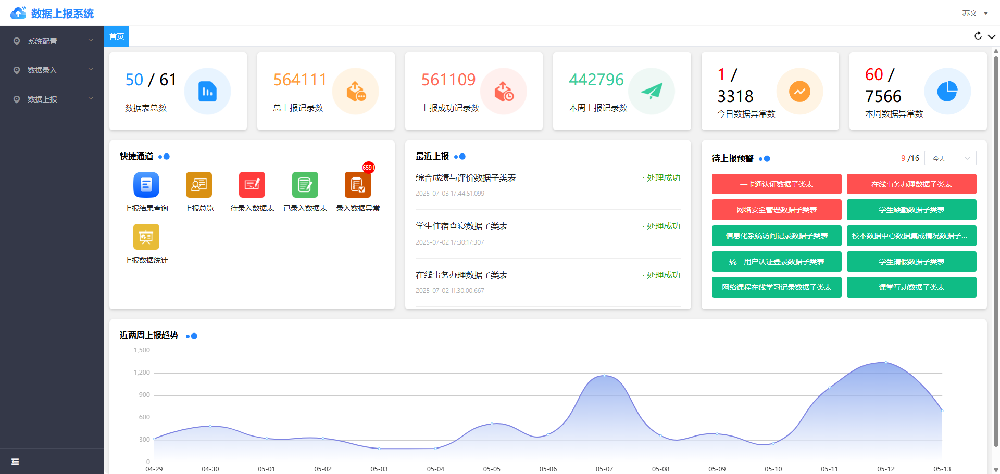 数据上报系统
苏文
系统配置
数据录入
数据上报
首页
50 / 61
数据表总数
564111
总上报记录数
561109
上报成功记录数
442796
本周上报记录数
1 /
3318
今日数据异常数
60 /
7566
本周数据异常数
快捷通道
上报结果查询
上报总览
待录入数据表
已录入数据表
6591
录入数据异常
上报数据统计
最近上报
综合成绩与评价数据子类表
· 处理成功
2025-07-03 17:44:51:099
学生住宿查寝数据子类表
· 处理成功
2025-07-02 17:30:17:307
在线事务办理数据子类表
· 处理成功
2025-07-02 11:30:00:667
待上报预警
9 /16
今天
一卡通认证数据子类表
在线事务办理数据子类表
网络安全管理数据子类表
学生缺勤数据子类表
信息化系统访问记录数据子类表
校本数据中心数据集成情况数据子...
统一用户认证登录数据子类表
学生请假数据子类表
网络课程在线学习记录数据子类表
课堂互动数据子类表
近两周上报趋势
1,500
1,200
900
600
300
0
04-29 04-30 05-01 05-02 05-03 05-04 05-05 05-06 05-07 05-08 05-09 05-10 05-11 05-12 05-13